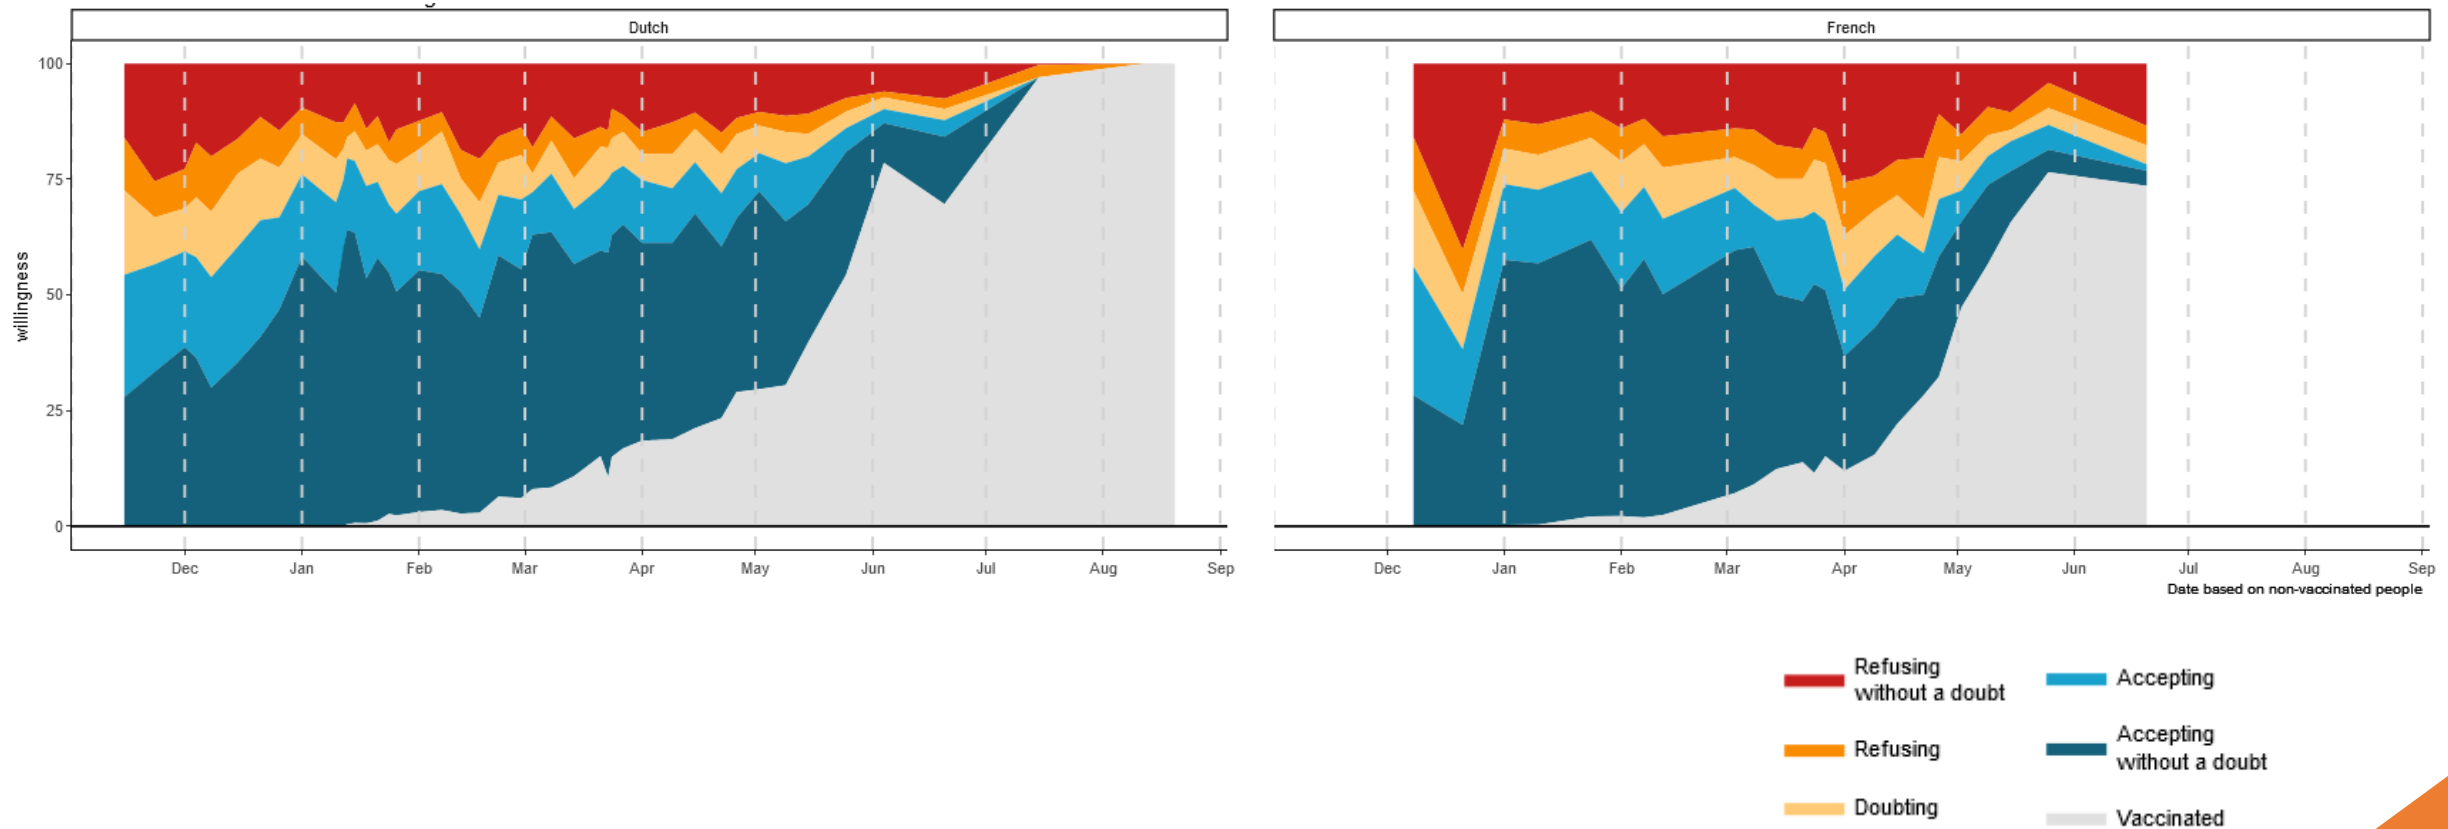 Dutch
French
100
75
50
25
0
willingness
Dec Jan Feb Mar Apr May Jun Jul Aug Sep
Dec Jan Feb Mar Apr May Jun Jul Aug Sep
Date based on non-vaccinated people
Refusing
without a doubt
Accepting
Refusing
Accepting
without a doubt
Doubting
Vaccinated